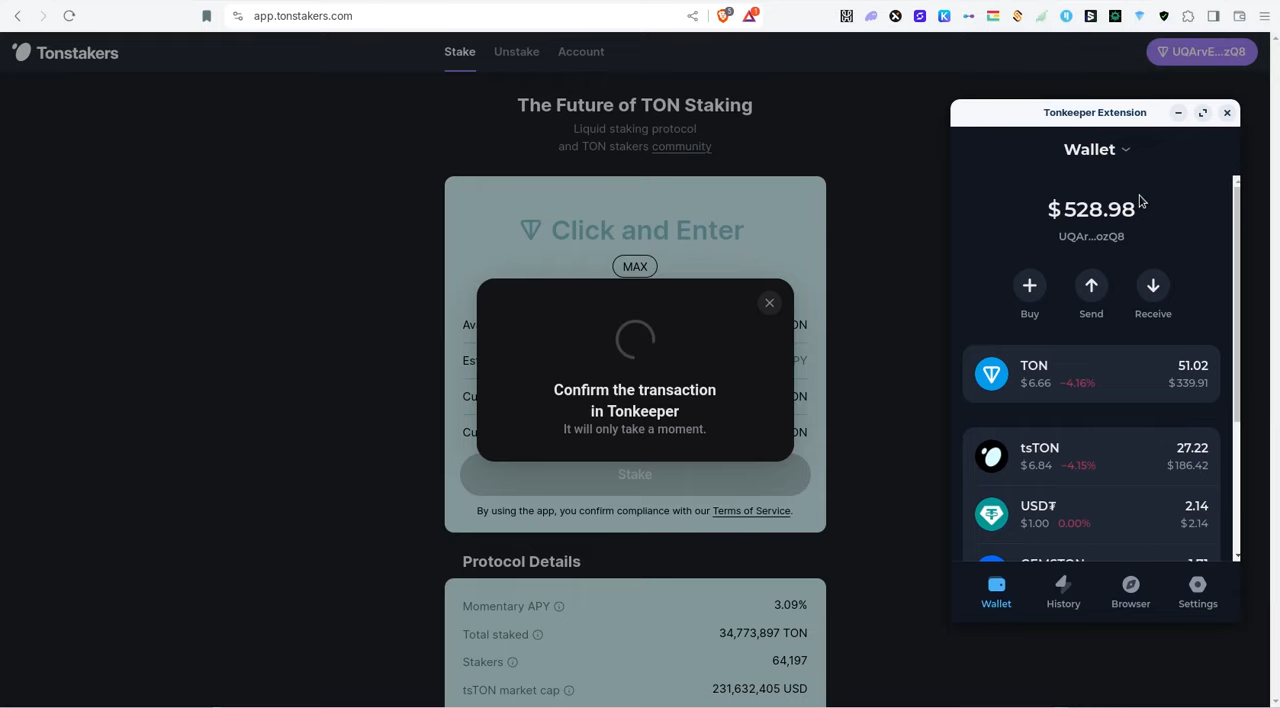 app.tonstakers.com
Tonstakers
Stake
Unstake
Account
UQArvE...zQ8
The Future of TON Staking
Liquid staking protocol
and TON stakers community
Click and Enter
MAX
Confirm the transaction
in Tonkeeper
It will only take a moment.
Stake
By using the app, you confirm compliance with our Terms of Service.
Protocol Details
Momentary APY 3.09%
Total staked 34,773,897 TON
Stakers 64,197
tsTON market cap 231,632,405 USD
Tonkeeper Extension
Wallet
$528.98
UQAr...ozQ8
Buy
Send
Receive
TON 51.02
$6.66 −4.16% $339.91
tsTON 27.22
$6.84 −4.15% $186.42
USD₮ 2.14
$1.00 0.00% $2.14
Wallet
History
Browser
Settings